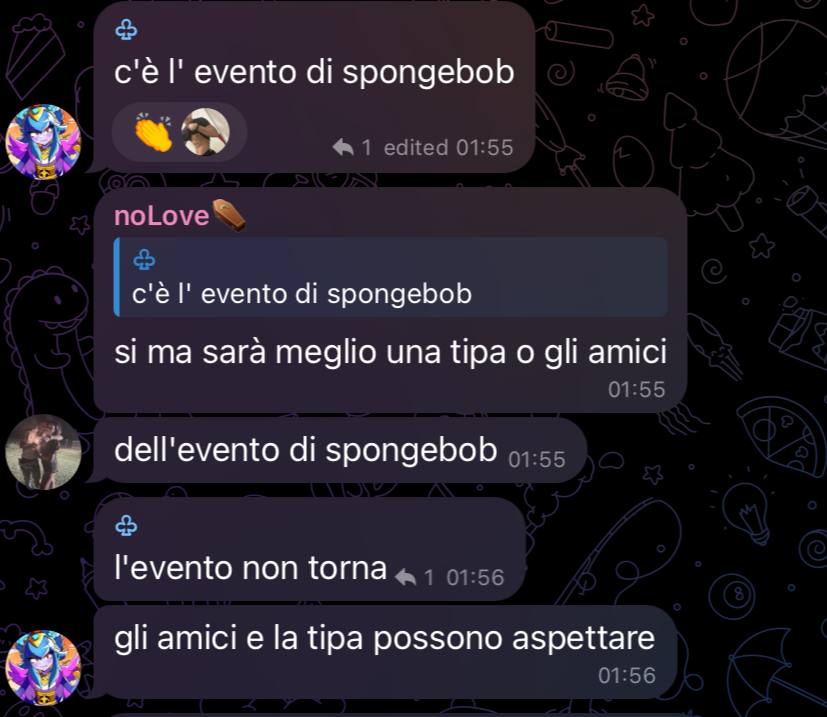 ♧
c'è l' evento di spongebob
1 edited 01:55
noLove⚰️
♧
c'è l' evento di spongebob
si ma sarà meglio una tipa o gli amici
01:55
dell'evento di spongebob 01:55
♧
l'evento non torna 1 01:56
gli amici e la tipa possono aspettare
01:56